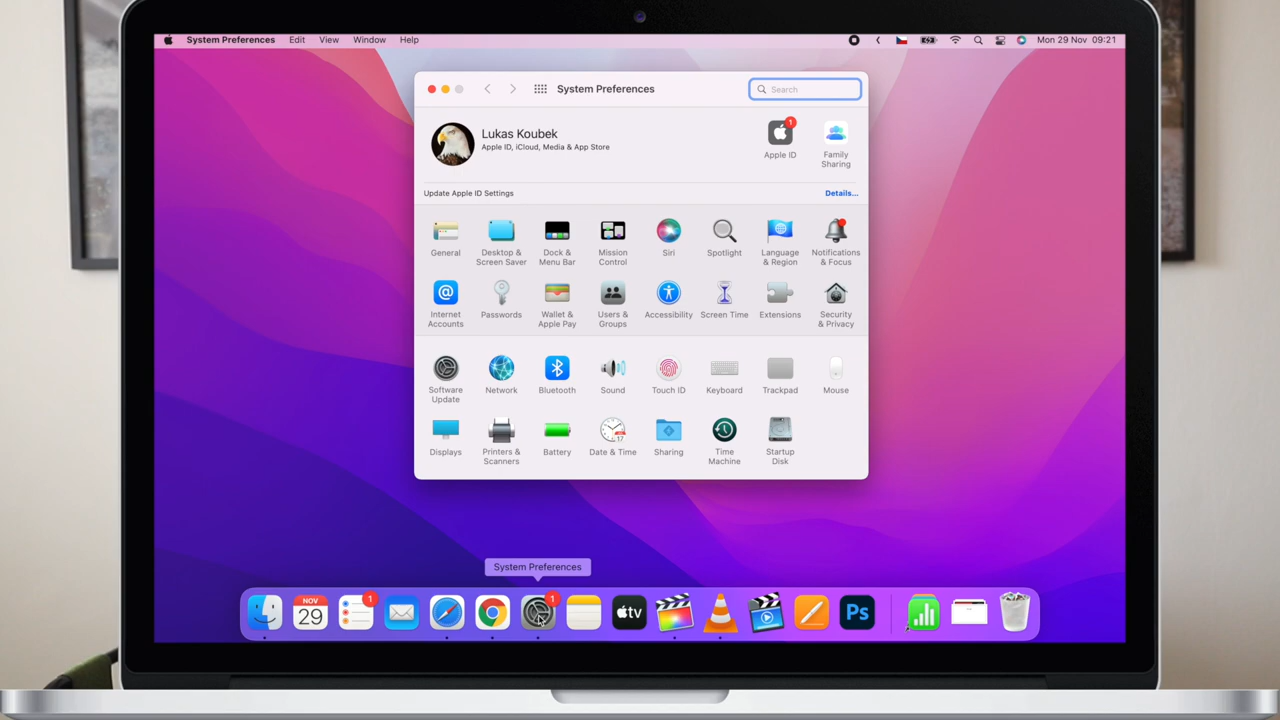 System Preferences Edit View Window Help Mon 29 Nov 09:21
System Preferences
Search
Lukas Koubek
Apple ID, iCloud, Media & App Store
1
Apple ID
Family
Sharing
Update Apple ID Settings Details...
General
Desktop &
Screen Saver
Dock &
Menu Bar
Mission
Control
Siri
Spotlight
Language
& Region
Notifications
& Focus
@
Internet
Accounts
Passwords
Wallet &
Apple Pay
Users &
Groups
Accessibility
Screen Time
Extensions
Security
& Privacy
Software
Update
Network
Bluetooth
Sound
Touch ID
Keyboard
Trackpad
Mouse
Displays
Printers &
Scanners
Battery
17
Date & Time
Sharing
Time
Machine
Startup
Disk
System Preferences
NOV
29
1
1
tv
Ps